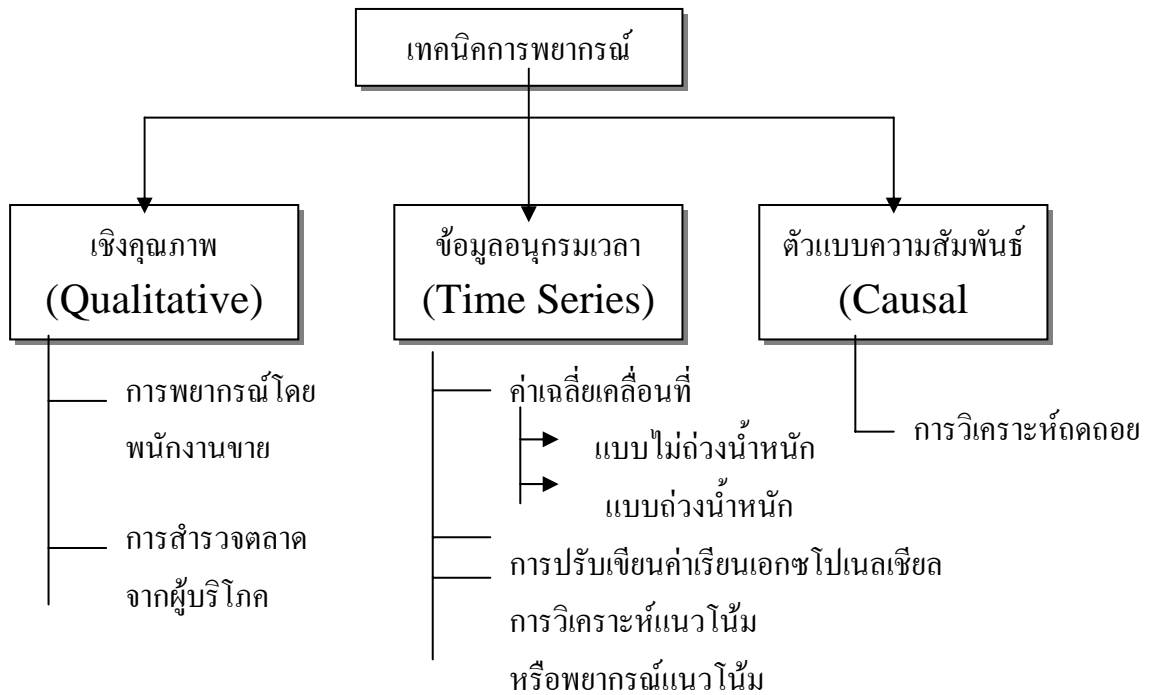 เทคนิคการพยากรณ์
เชิงคุณภาพ
(Qualitative)
การพยากรณ์โดย
พนักงานขาย
การสำรวจตลาด
จากผู้บริโภค
ข้อมูลอนุกรมเวลา
(Time Series)
ค่าเฉลี่ยเคลื่อนที่
แบบไม่ถ่วงน้ำหนัก
แบบถ่วงน้ำหนัก
การปรับเขียนค่าเรียนเอกซโปเนลเชียล
การวิเคราะห์แนวโน้ม
หรือพยากรณ์แนวโน้ม
ตัวแบบความสัมพันธ์
(Causal
การวิเคราะห์ถดถอย